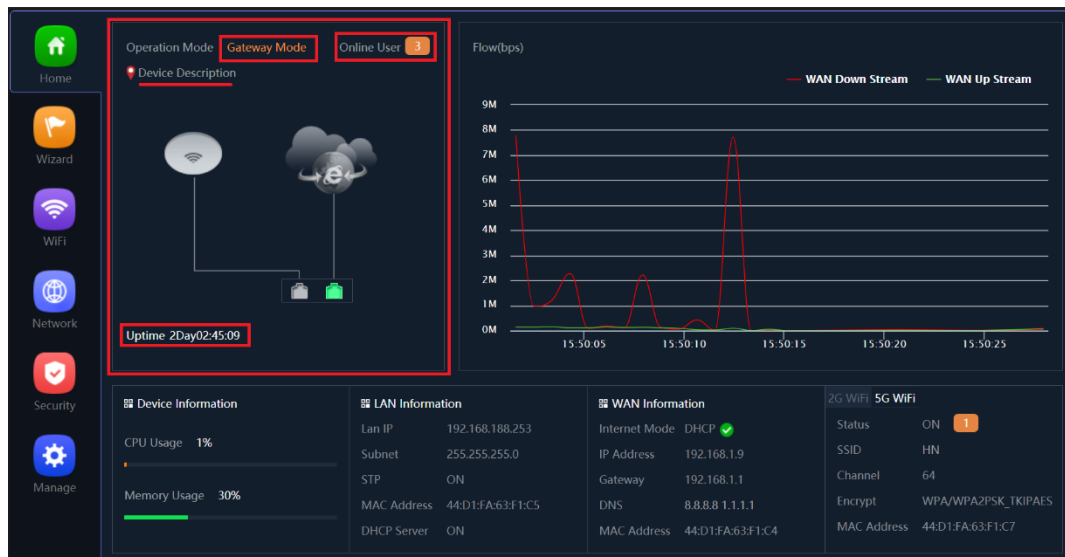 Home
Wizard
WiFi
Network
Security
Manage
Operation Mode Gateway Mode Online User 3
Device Description
Uptime 2Day02:45:09
Flow(bps)
WAN Down Stream WAN Up Stream
9M
8M
7M
6M
5M
4M
3M
2M
1M
0M
15:50:05 15:50:10 15:50:15 15:50:20 15:50:25
Device Information
CPU Usage 1%
Memory Usage 30%
LAN Information
Lan IP 192.168.188.253
Subnet 255.255.255.0
STP ON
MAC Address 44:D1:FA:63:F1:C5
DHCP Server ON
WAN Information
Internet Mode DHCP
IP Address 192.168.1.9
Gateway 192.168.1.1
DNS 8.8.8.8 1.1.1.1
MAC Address 44:D1:FA:63:F1:C4
2G WiFi 5G WiFi
Status ON 1
SSID HN
Channel 64
Encrypt WPA/WPA2PSK_TKIPAES
MAC Address 44:D1:FA:63:F1:C7